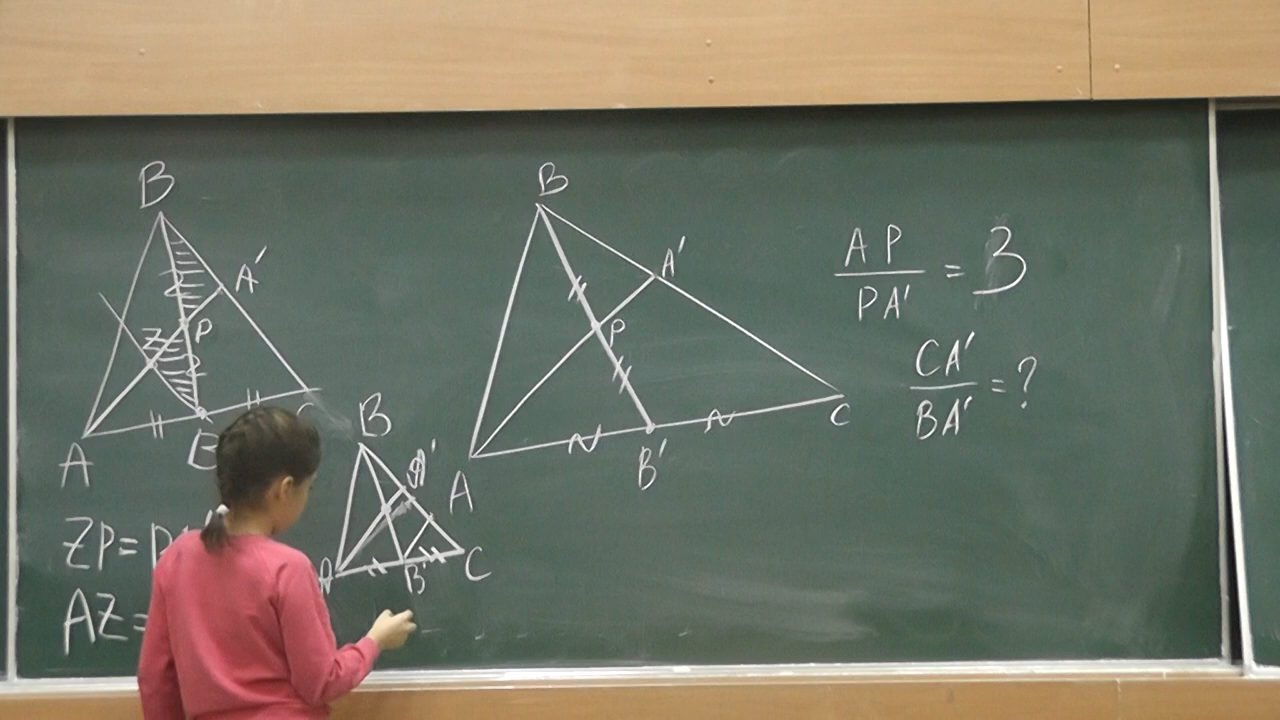 B
A'
P
Z
A
B
ZP=P
AZ=
B
A'
A
B'
C
B
A'
P
A
B'
C
AP
PA'
= 3
CA'
BA'
= ?